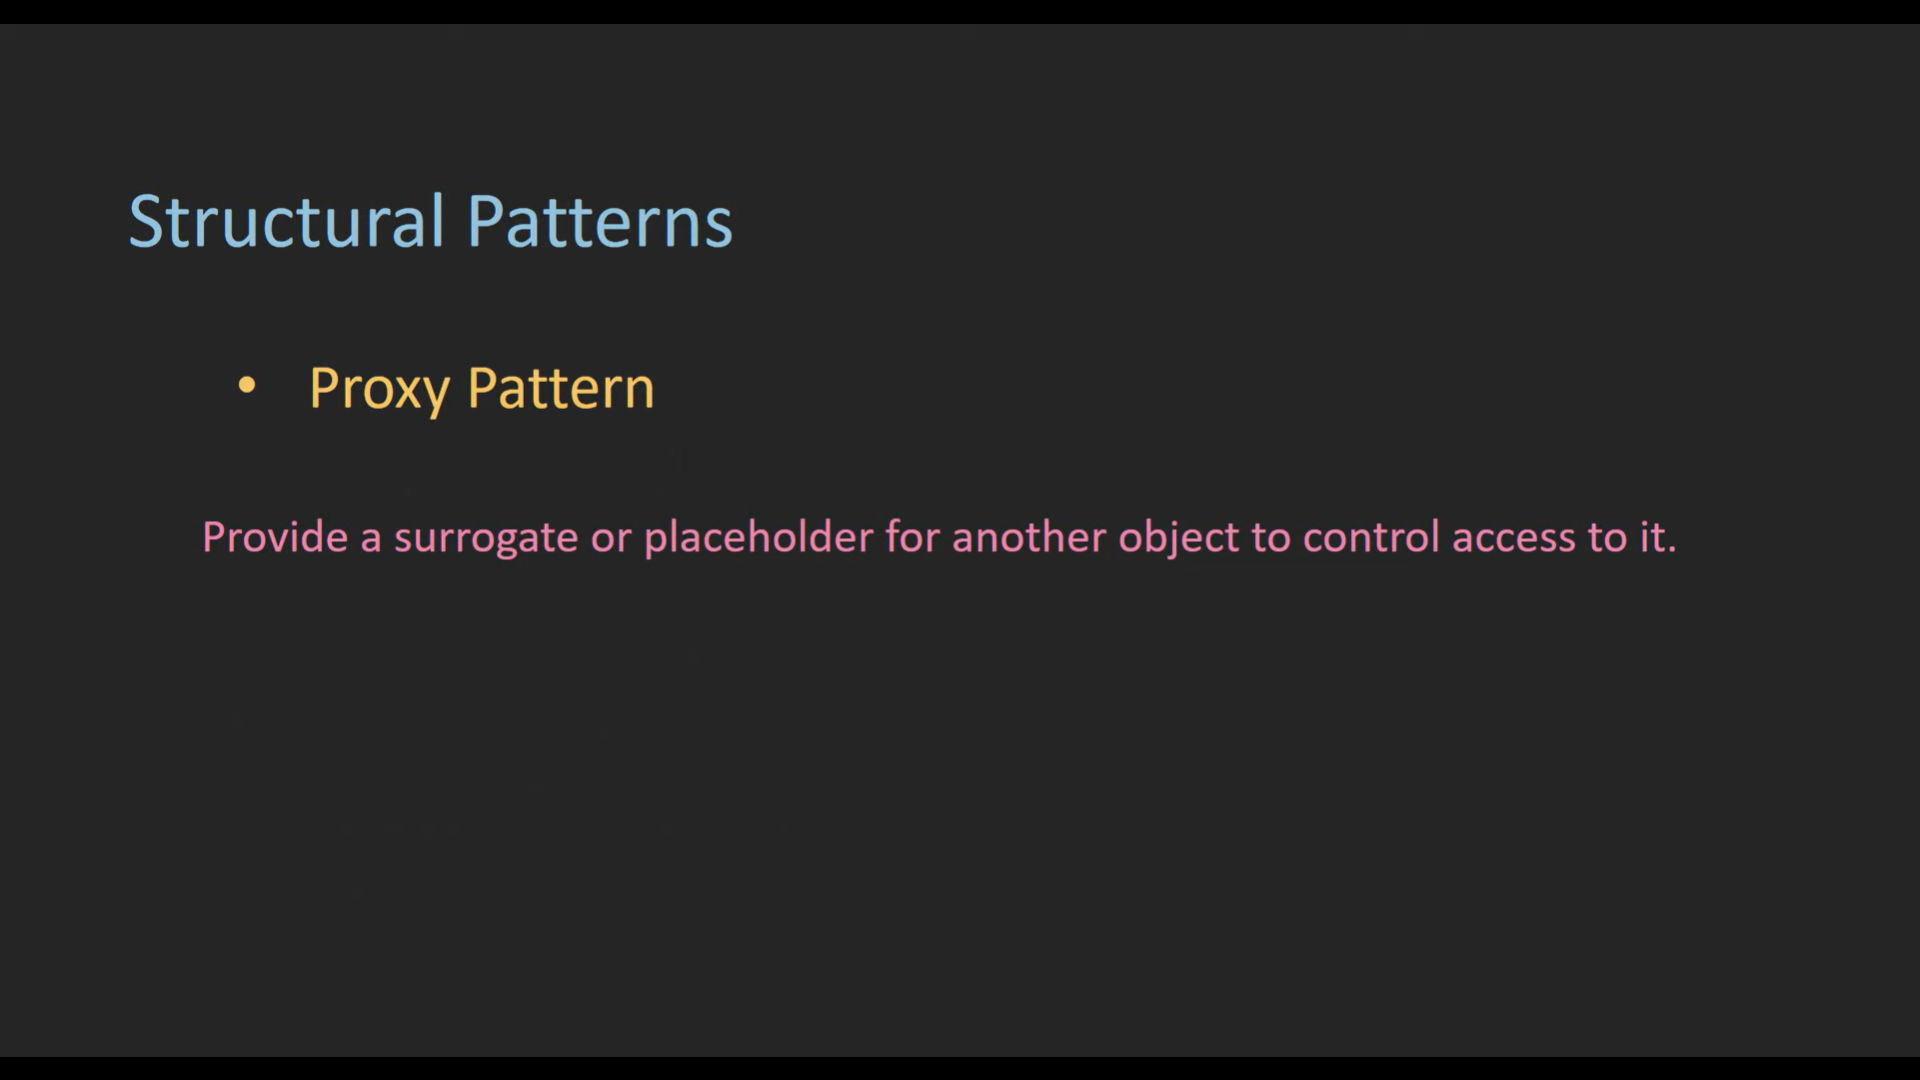 Structural Patterns
• Proxy Pattern
Provide a surrogate or placeholder for another object to control access to it.